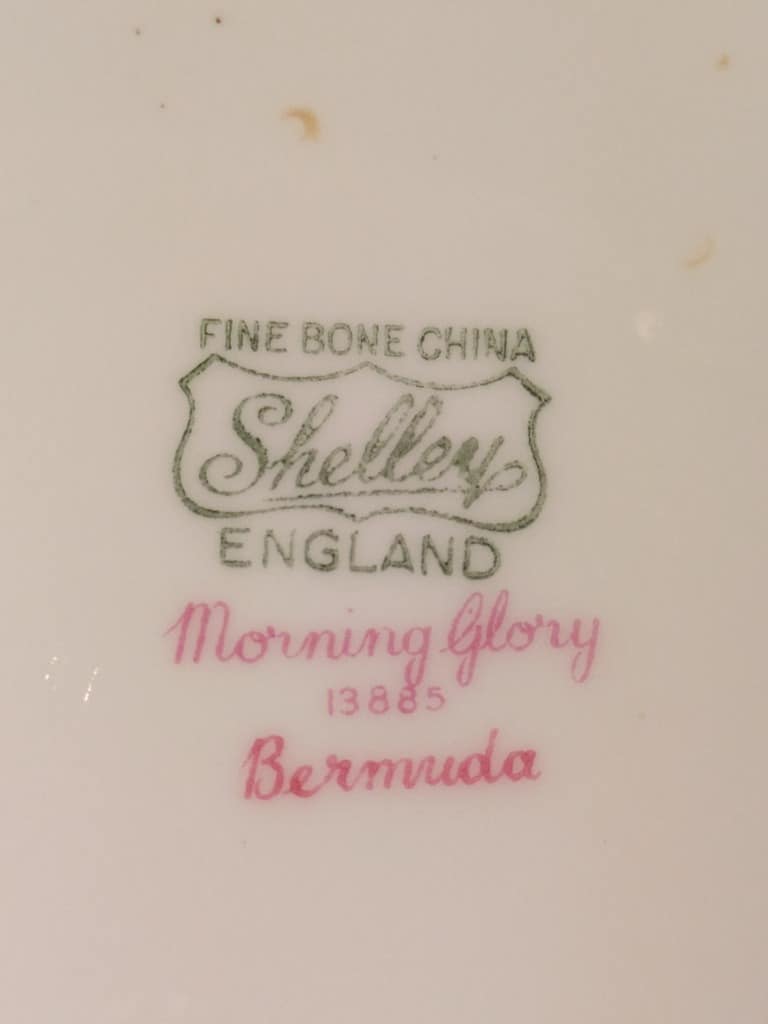 FINE BONE CHINA
Shelley
ENGLAND
Morning Glory
13885
Bermuda